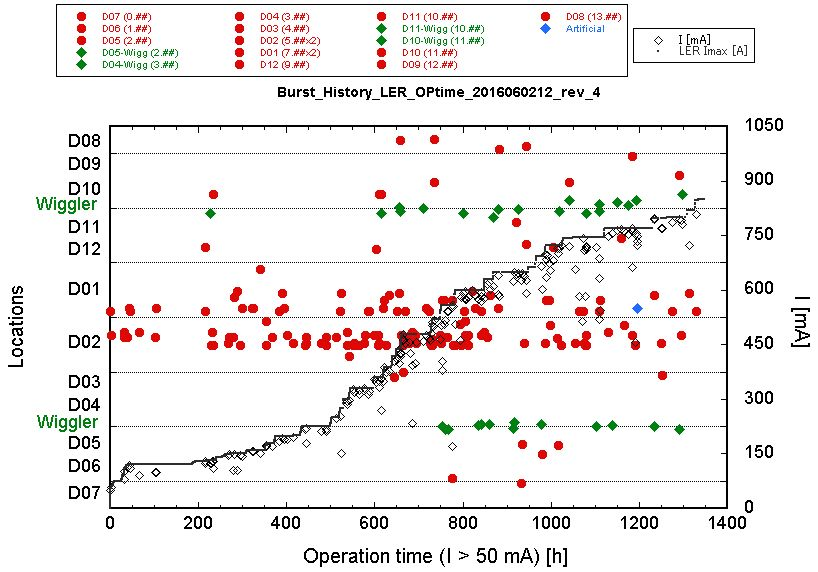 D07 (0.##) D04 (3.##) D11 (10.##) D08 (13.##)
D06 (1.##) D03 (4.##) D11-Wigg (10.##) Artificial
D05 (2.##) D02 (5.##x2) D10-Wigg (11.##)
D05-Wigg (2.##) D01 (7.##x2) D10 (11.##)
D04-Wigg (3.##) D12 (9.##) D09 (12.##)
I [mA]
LER Imax [A]
Burst_History_LER_OPtime_2016060212_rev_4
D08
D09
D10
Wiggler
D11
D12
D01
D02
D03
D04
Wiggler
D05
D06
D07
Locations
1050
900
750
600
450
300
150
0
I [mA]
0 200 400 600 800 1000 1200 1400
Operation time (I > 50 mA) [h]